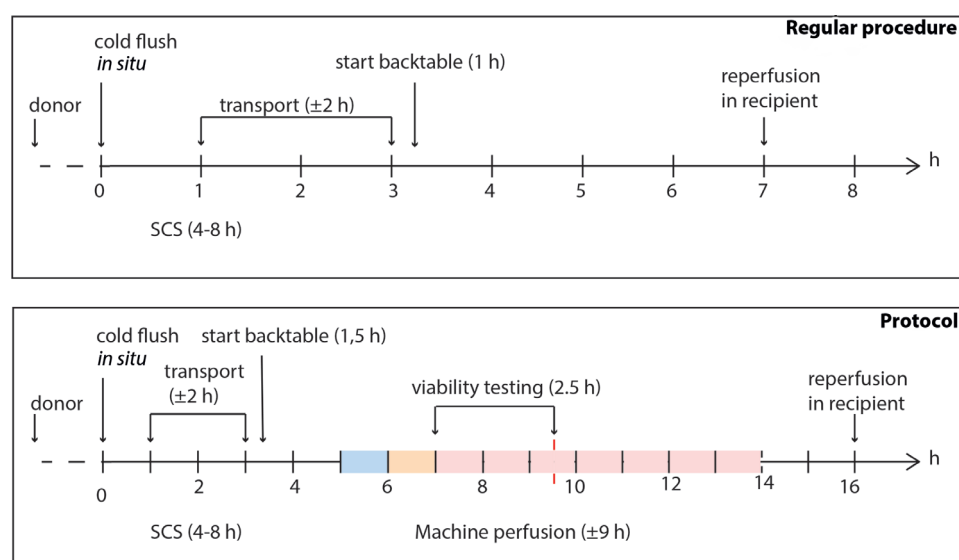 Regular procedure
cold flush
in situ
start backtable (1 h)
reperfusion
in recipient
donor
transport (±2 h)
h
0 1 2 3 4 5 6 7 8
SCS (4-8 h)
Protocol
cold flush
in situ
start backtable (1,5 h)
transport
(±2 h)
viability testing (2.5 h)
reperfusion
in recipient
donor
h
0 2 4 6 8 10 12 14 16
SCS (4-8 h)
Machine perfusion (±9 h)